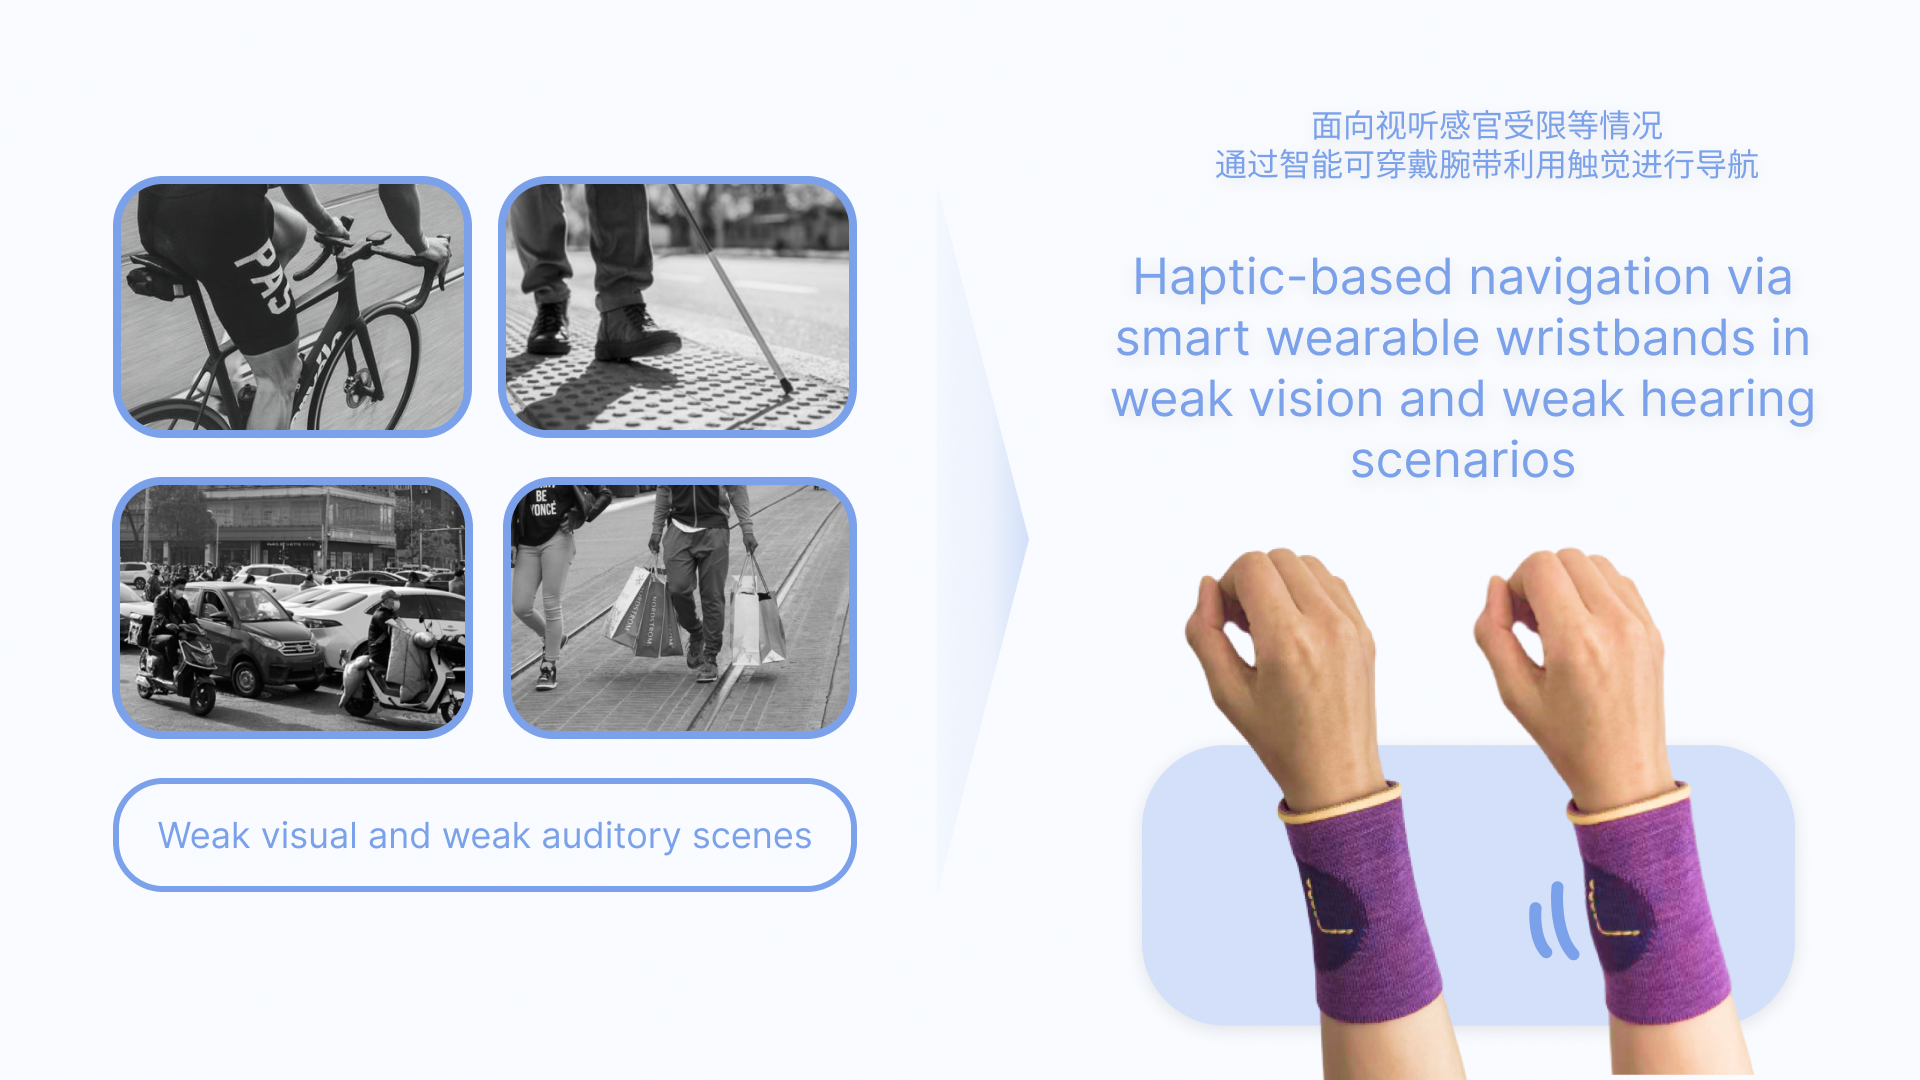 PAS
BE
YONCÉ
NORDSTROM
NORDSTROM
Weak visual and weak auditory scenes
面向视听感官受限等情况
通过智能可穿戴腕带利用触觉进行导航
Haptic-based navigation via
smart wearable wristbands in
weak vision and weak hearing
scenarios
L
L